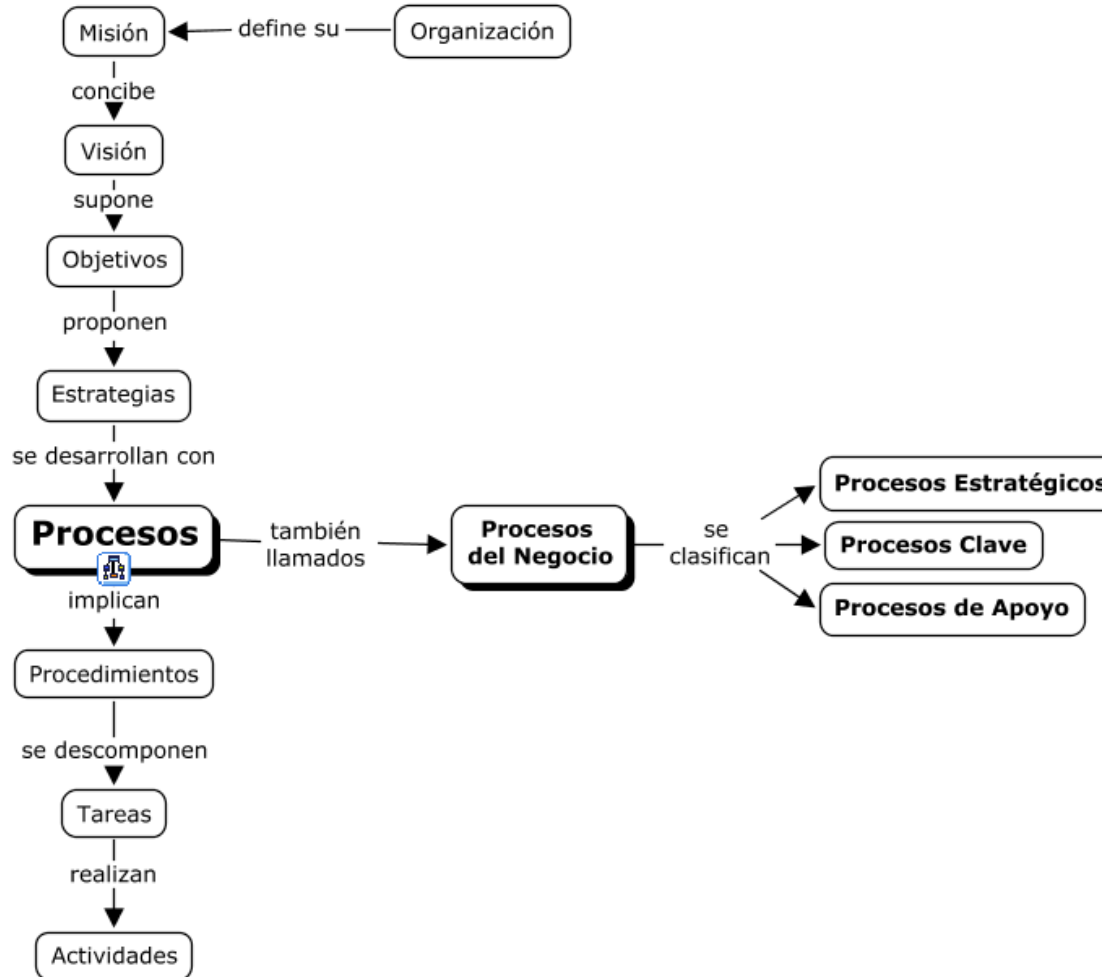 Misión
define su
Organización
concibe
Visión
supone
Objetivos
proponen
Estrategias
se desarrollan con
Procesos
también
llamados
Procesos
del Negocio
se
clasifican
Procesos Estratégicos
Procesos Clave
Procesos de Apoyo
implican
Procedimientos
se descomponen
Tareas
realizan
Actividades